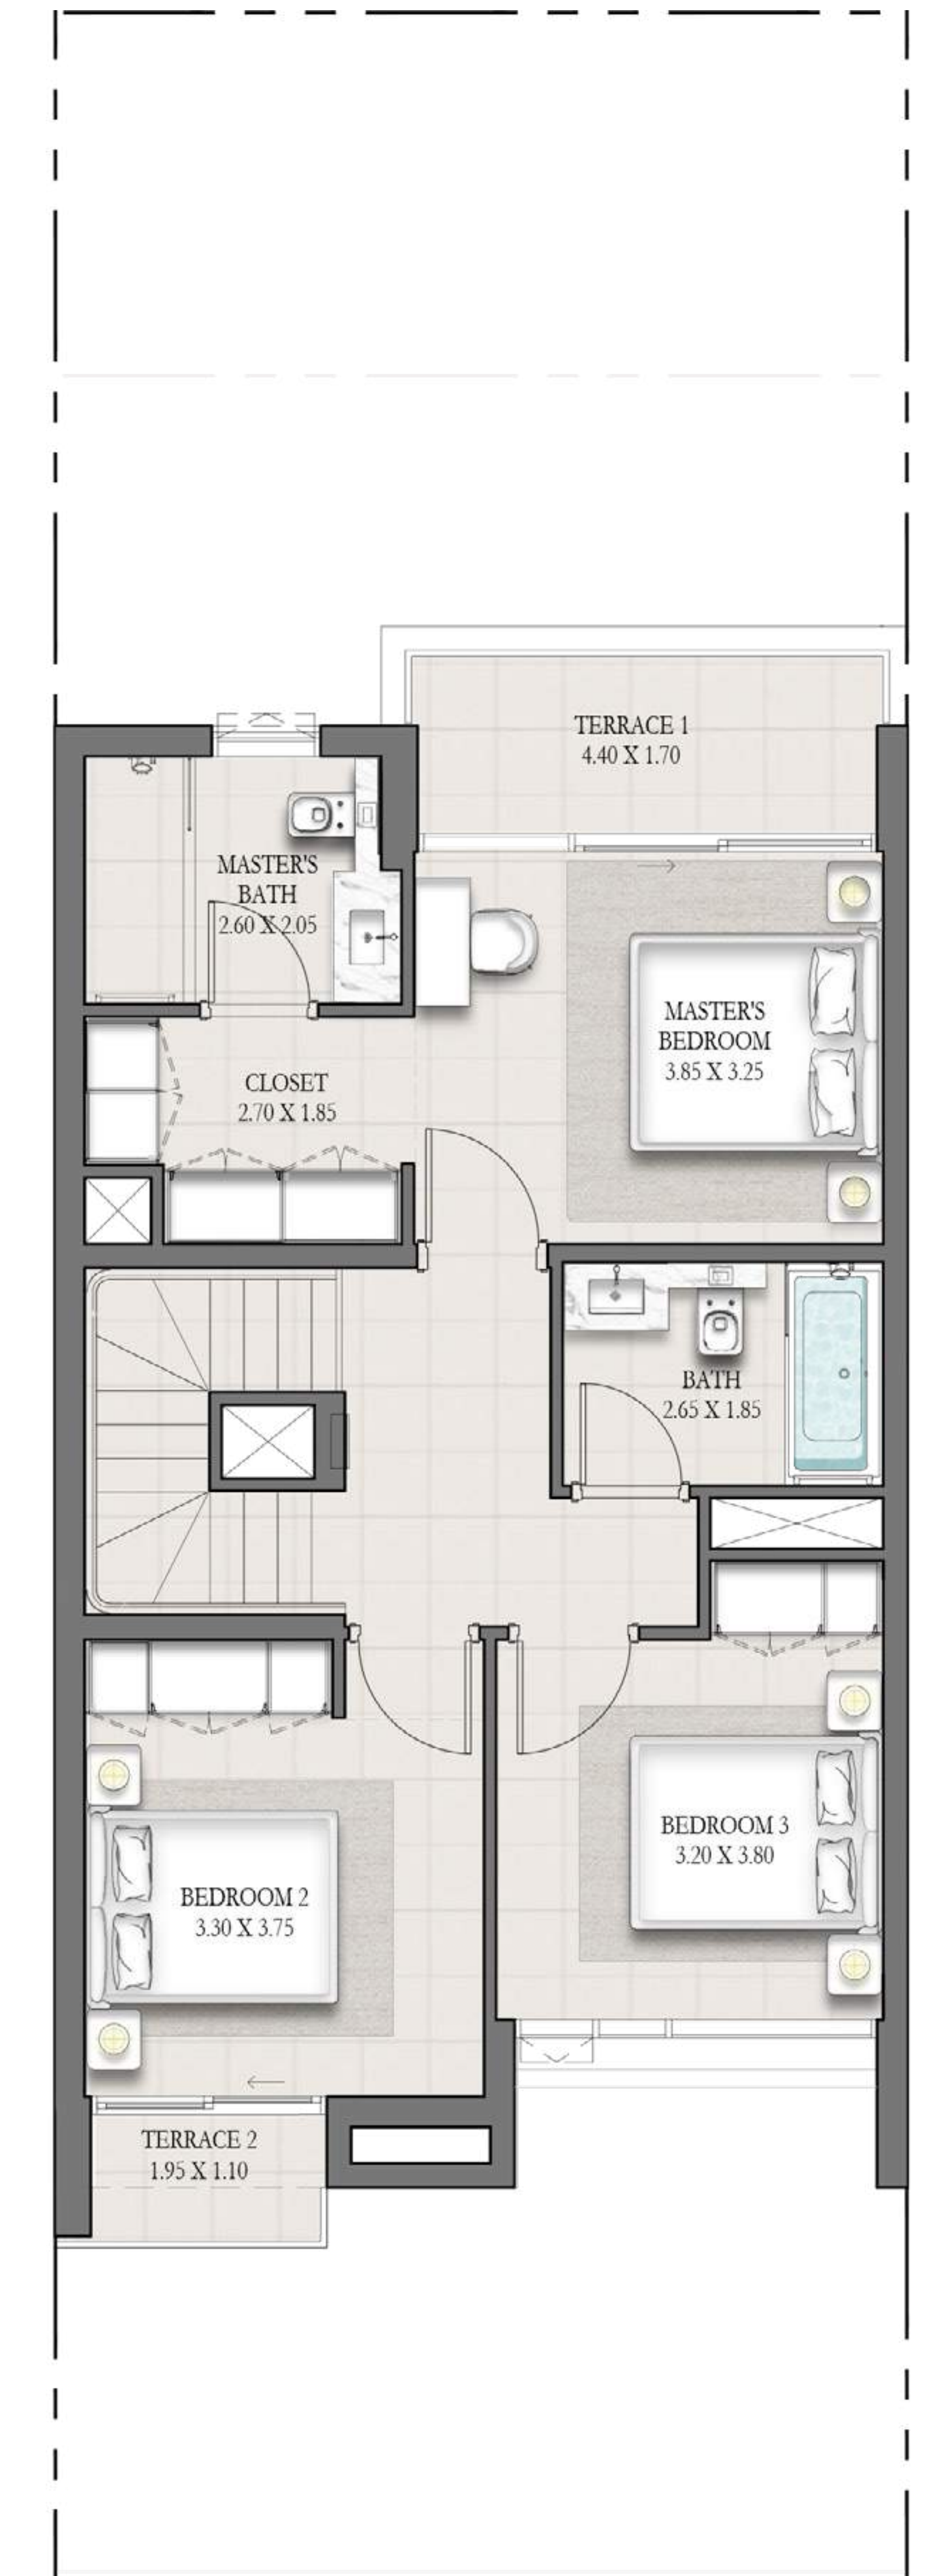 TERRACE 1
4.40 X 1.70
MASTER'S
BATH
2.60 X 2.05
MASTER'S
BEDROOM
3.85 X 3.25
CLOSET
2.70 X 1.85
BATH
2.65 X 1.85
BEDROOM 3
3.20 X 3.80
BEDROOM 2
3.30 X 3.75
TERRACE 2
1.95 X 1.10